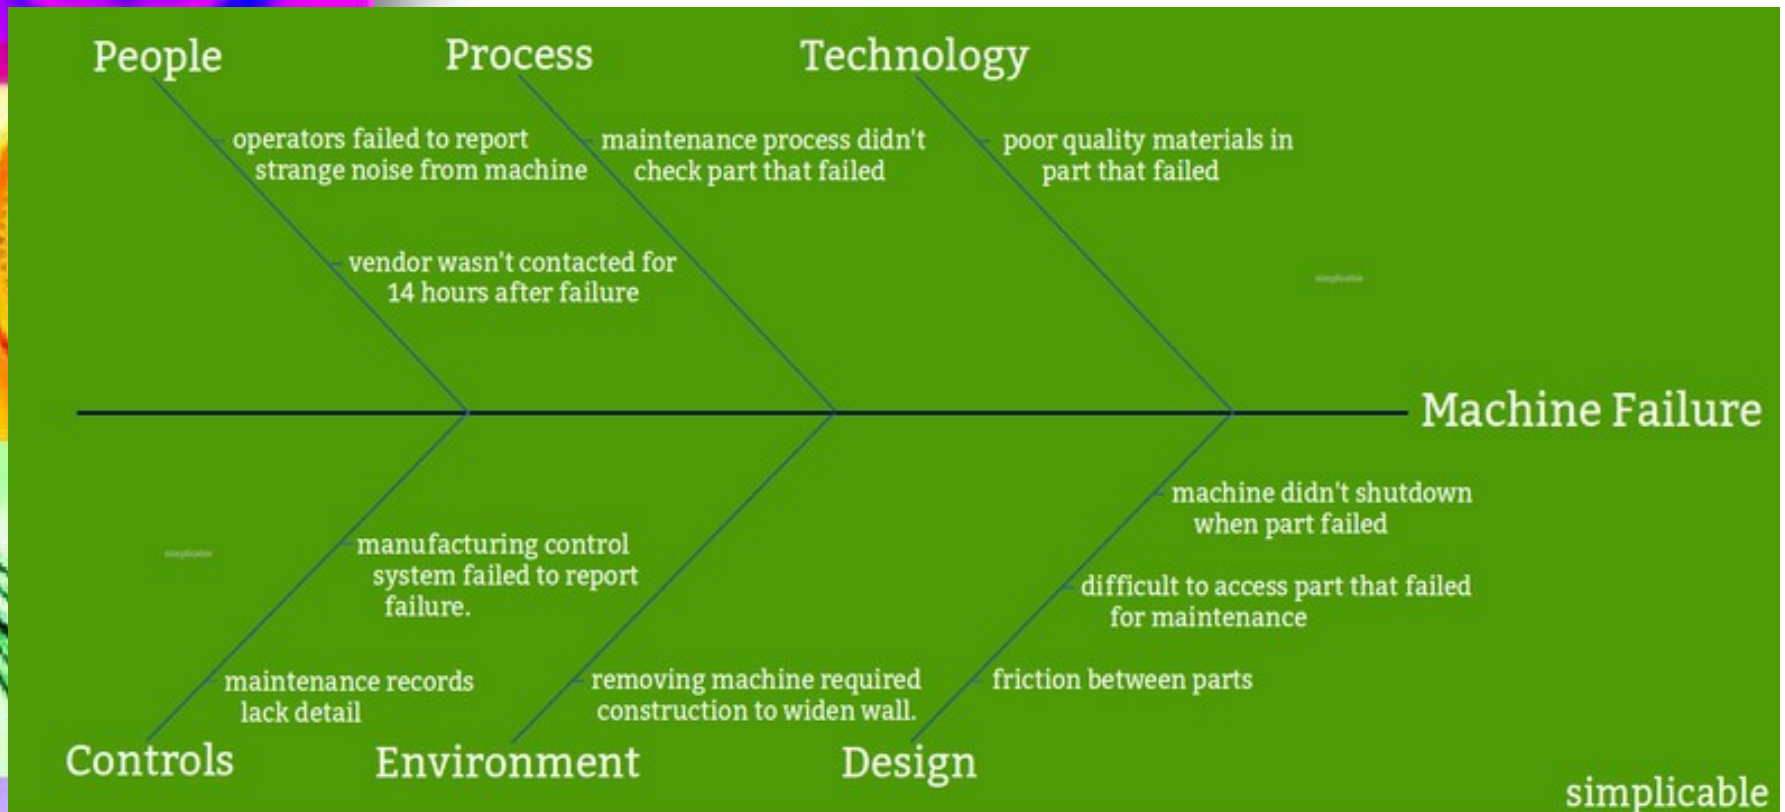 People
Process
Technology
operators failed to report
strange noise from machine
maintenance process didn't
check part that failed
poor quality materials in
part that failed
vendor wasn't contacted for
14 hours after failure
simplicable
Machine Failure
machine didn't shutdown
when part failed
manufacturing control
system failed to report
failure.
simplicable
difficult to access part that failed
for maintenance
maintenance records
lack detail
removing machine required
construction to widen wall.
friction between parts
Controls
Environment
Design
simplicable